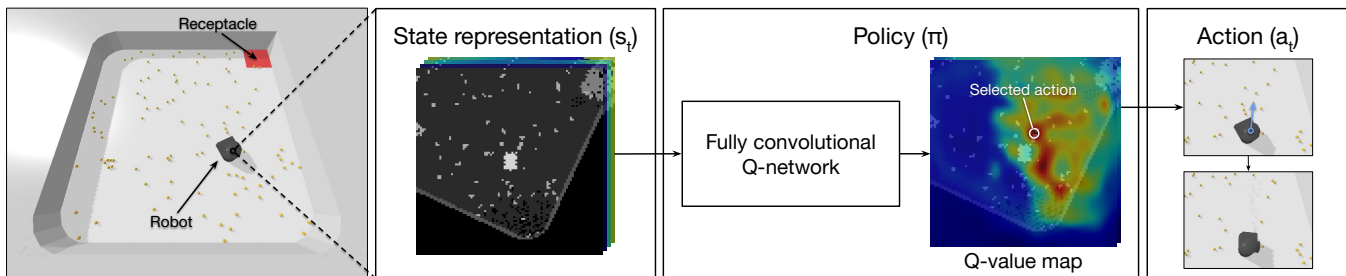 Receptacle
Robot
State representation (s_t)
Policy (π)
Fully convolutional
Q-network
Selected action
Q-value map
Action (a_t)